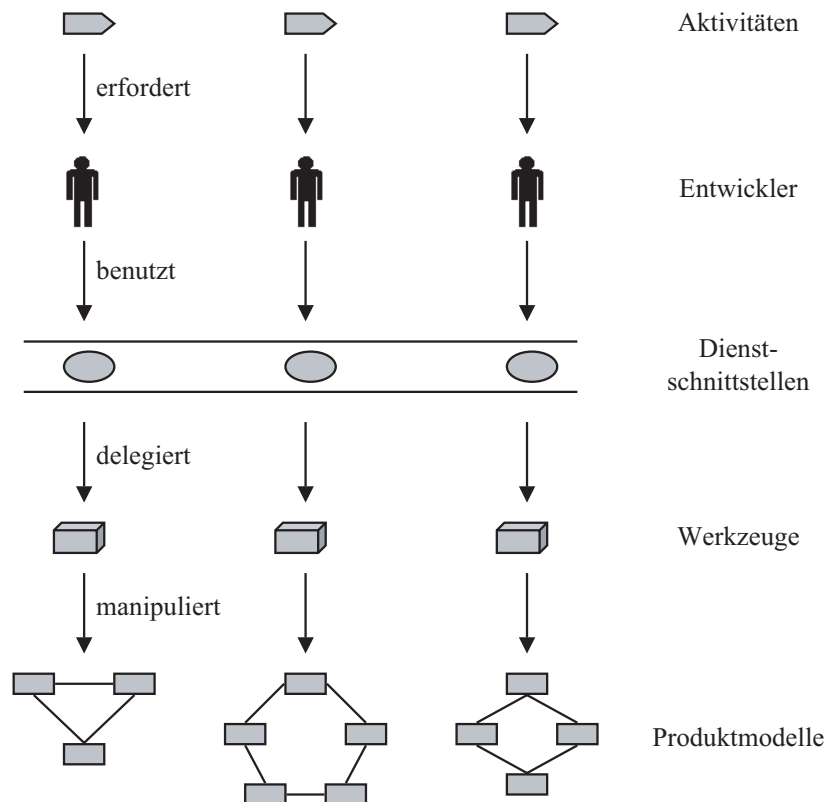 Aktivitäten
erfordert
Entwickler
benutzt
Dienst-
schnittstellen
delegiert
Werkzeuge
manipuliert
Produktmodelle